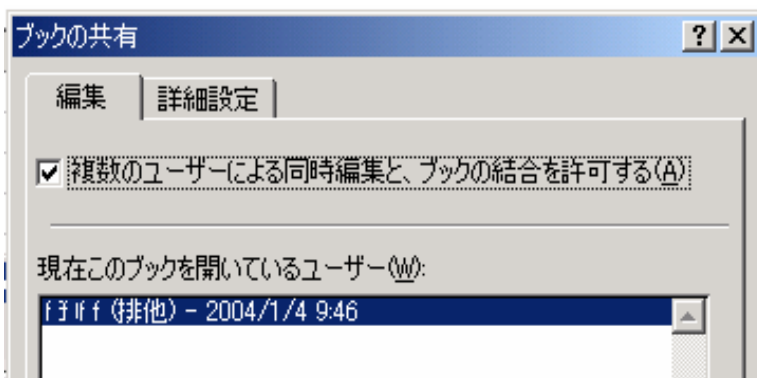 ブックの共有
編集 詳細設定
複数のユーザーによる同時編集と、ブックの結合を許可する(A)
現在このブックを開いているユーザー(W):
(排他) - 2004/1/4 9:46